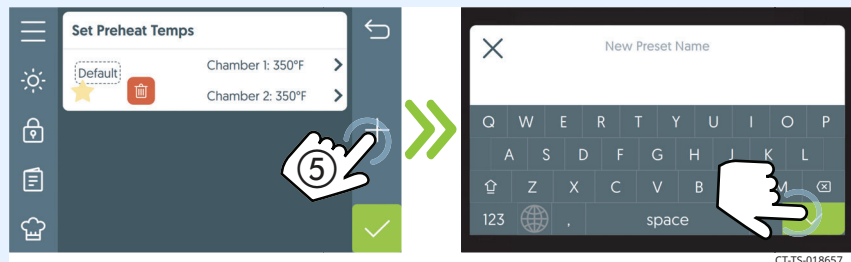 Set Preheat Temps
Default
Chamber 1: 350°F
Chamber 2: 350°F
5
New Preset Name
Q W E R T Y U I O P
A S D F G H J K L
Z X C V B M
123 , space
CT-TS-018657